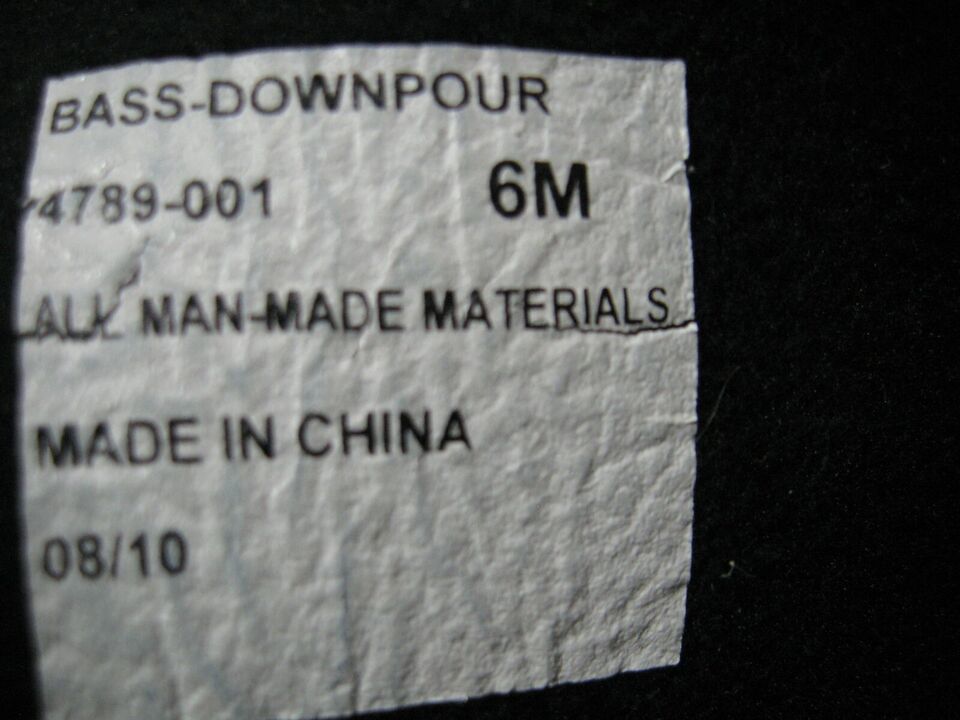 BASS-DOWNPOUR
4789-001 6M
ALL MAN-MADE MATERIALS
MADE IN CHINA
08/10